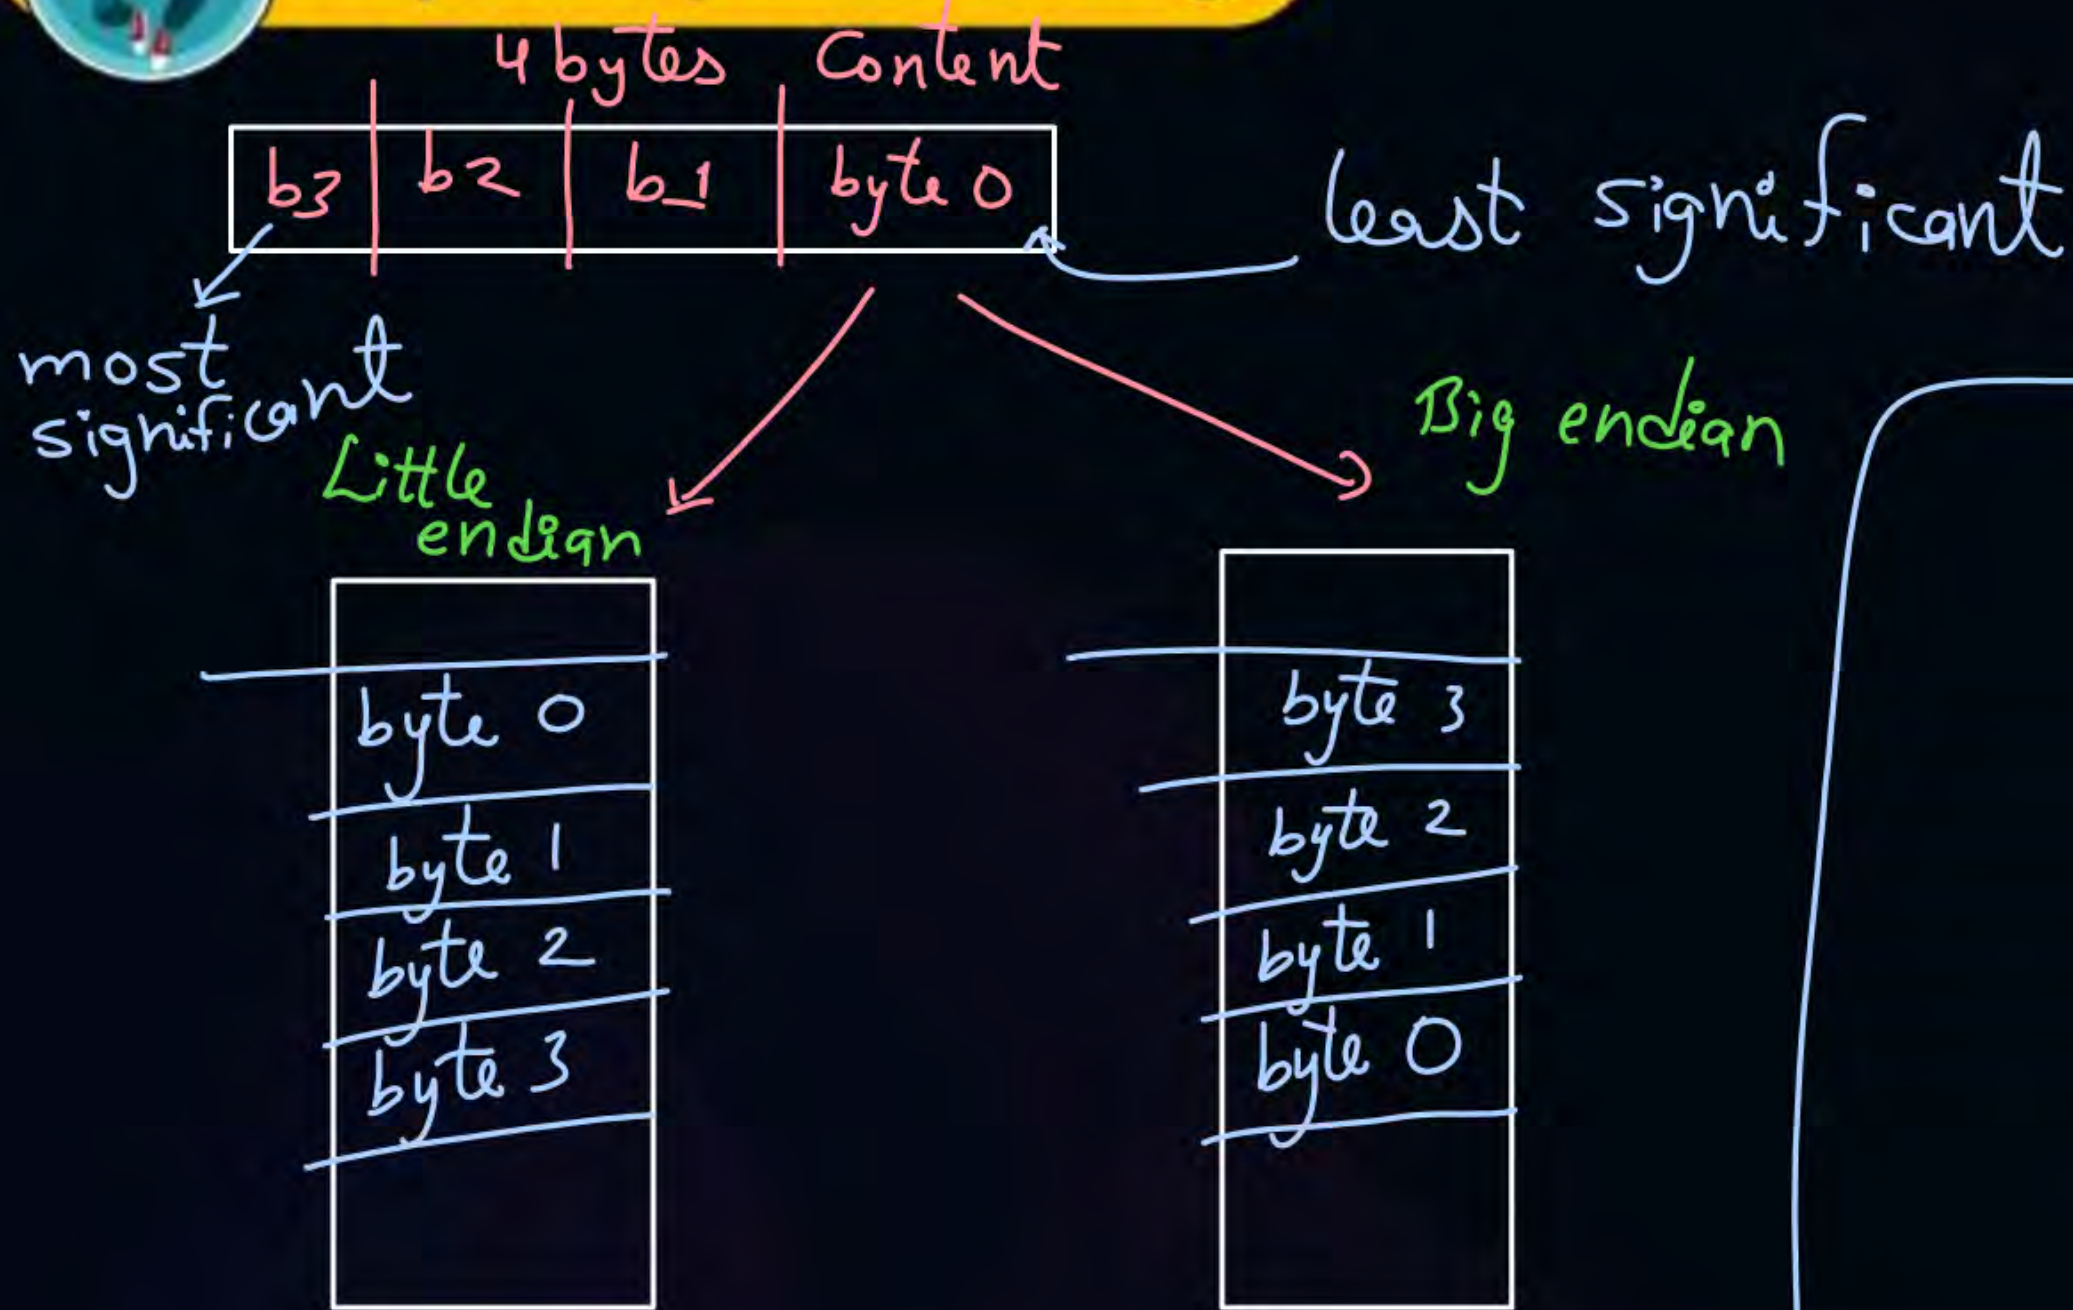 4 bytes Content
b3 b2 b1 byte 0
least significant
most
significant
Big endian
Little
endian
byte 0
byte 1
byte 2
byte 3
byte 3
byte 2
byte 1
byte 0